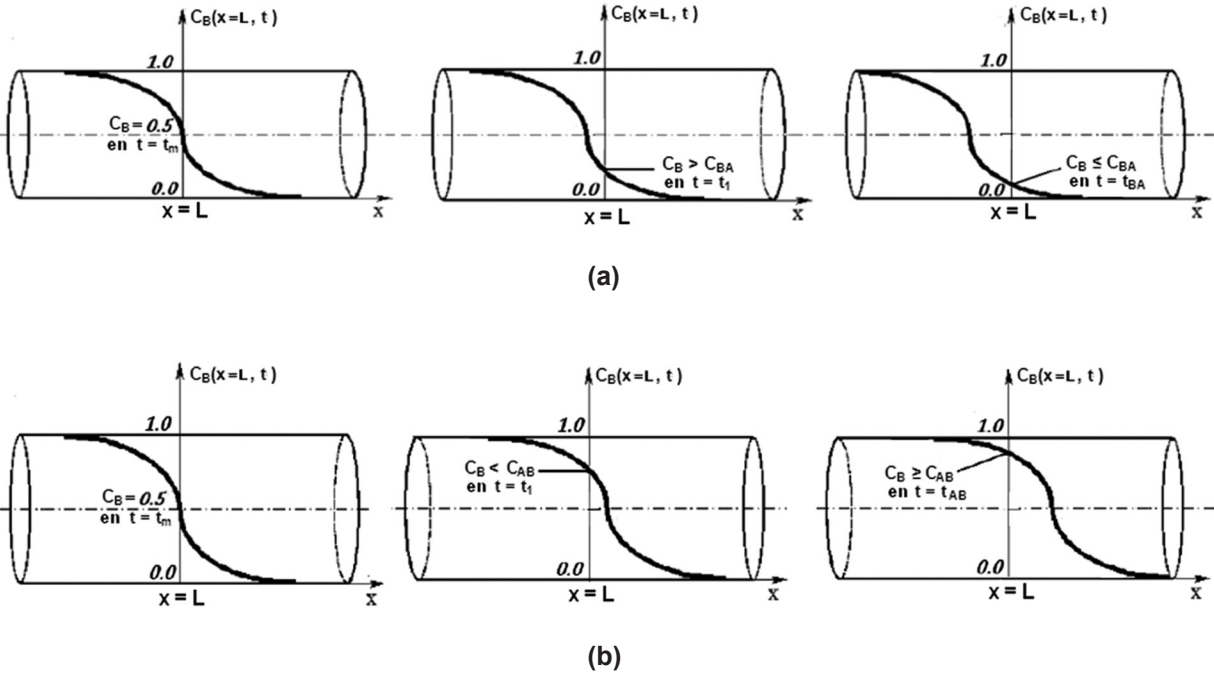 C_B(x=L, t)
1.0
C_B = 0.5
en t = t_m
0.0
x = L
x
C_B(x=L, t)
1.0
C_B > C_BA
en t = t_1
0.0
x = L
x
C_B(x=L, t)
1.0
C_B ≤ C_BA
en t = t_BA
0.0
x = L
x
(a)
C_B(x=L, t)
1.0
C_B = 0.5
en t = t_m
0.0
x = L
x
C_B(x=L, t)
1.0
C_B < C_AB
en t = t_1
0.0
x = L
x
C_B(x=L, t)
1.0
C_B ≥ C_AB
en t = t_AB
0.0
x = L
x
(b)